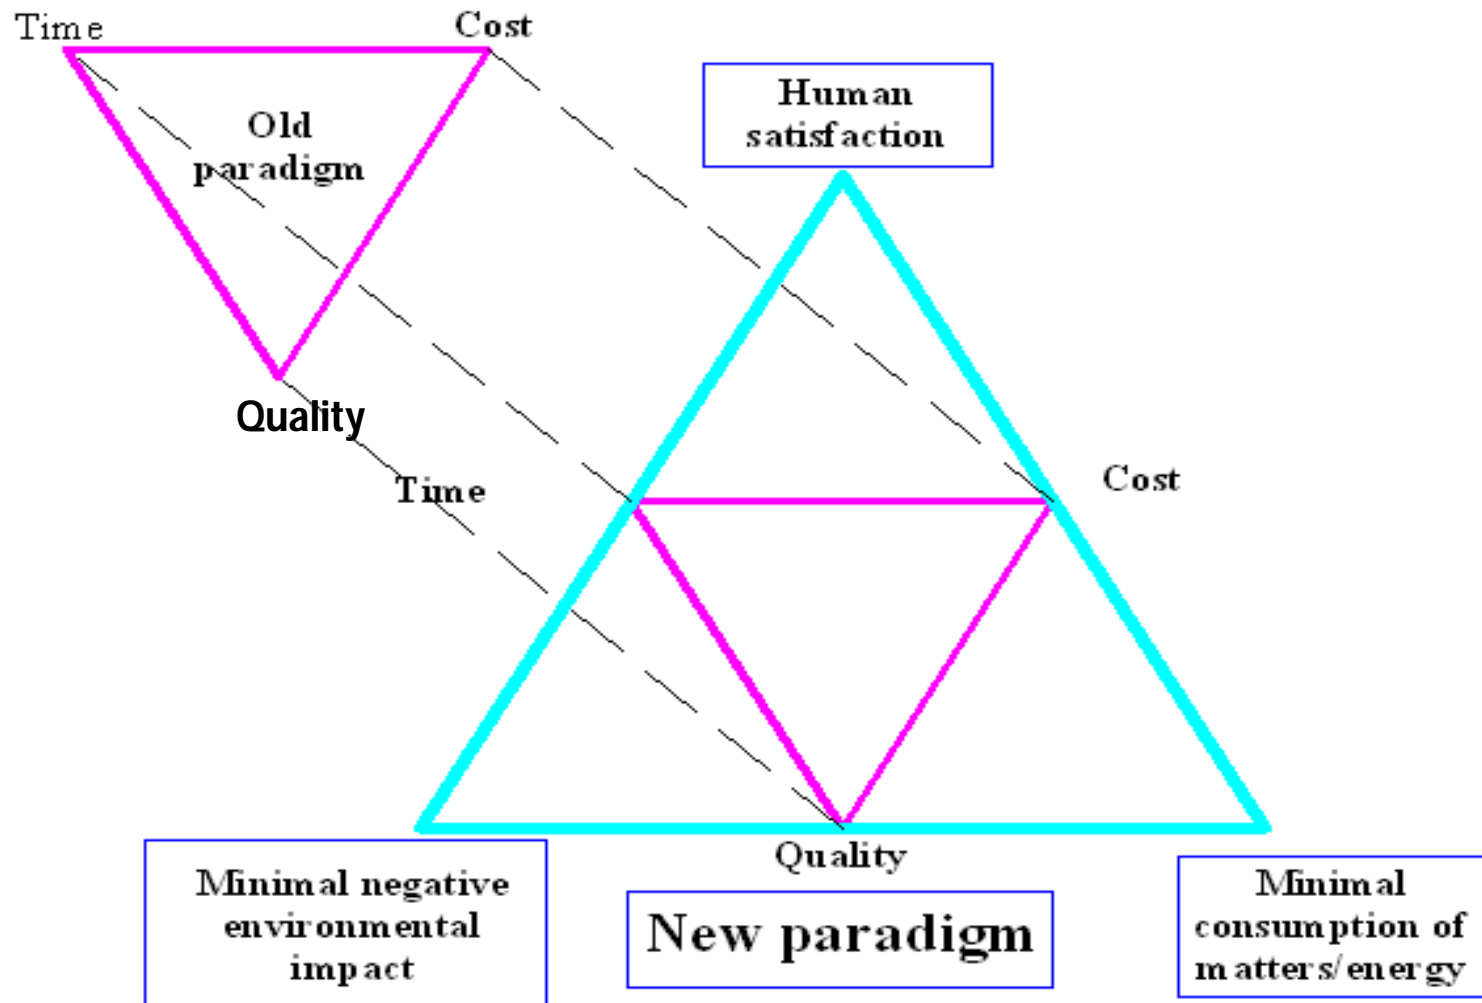 Time
Cost
Old
paradigm
Quality
Human
satisfaction
Time
Cost
Quality
Minimal negative
environmental
impact
New paradigm
Minimal
consumption of
matters/energy